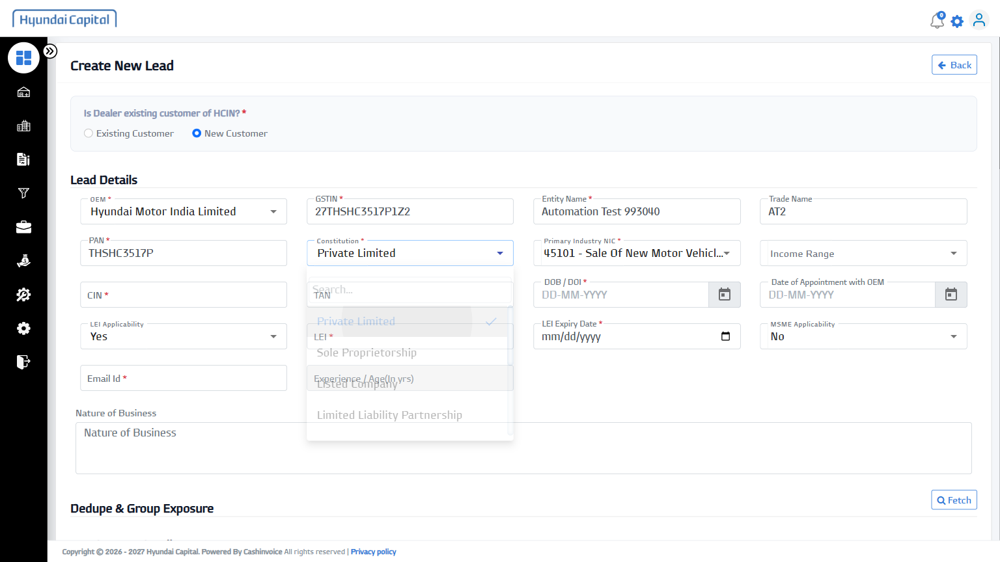 Hyundai Capital
0
Create New Lead
Back
Is Dealer existing customer of HCIN? *
Existing Customer
New Customer
Lead Details
OEM *
Hyundai Motor India Limited
GSTIN *
27THSHC3517P1Z2
Entity Name *
Automation Test 993040
Trade Name
AT2
PAN *
THSHC3517P
Constitution *
Private Limited
Primary Industry NIC *
45101 - Sale Of New Motor Vehicl...
Income Range
CIN *
Search...
TAN
DOB / DOI *
DD-MM-YYYY
Date of Appointment with OEM
DD-MM-YYYY
Private Limited
LEI Applicability
Yes
LEI *
LEI Expiry Date *
mm/dd/yyyy
MSME Applicability
No
Sole Proprietorship
Email Id *
Experience / Age(In yrs)
Listed Company
Limited Liability Partnership
Nature of Business
Nature of Business
Dedupe & Group Exposure
Fetch
Copyright © 2026 - 2027 Hyundai Capital. Powered By Cashinvoice All rights reserved | Privacy policy